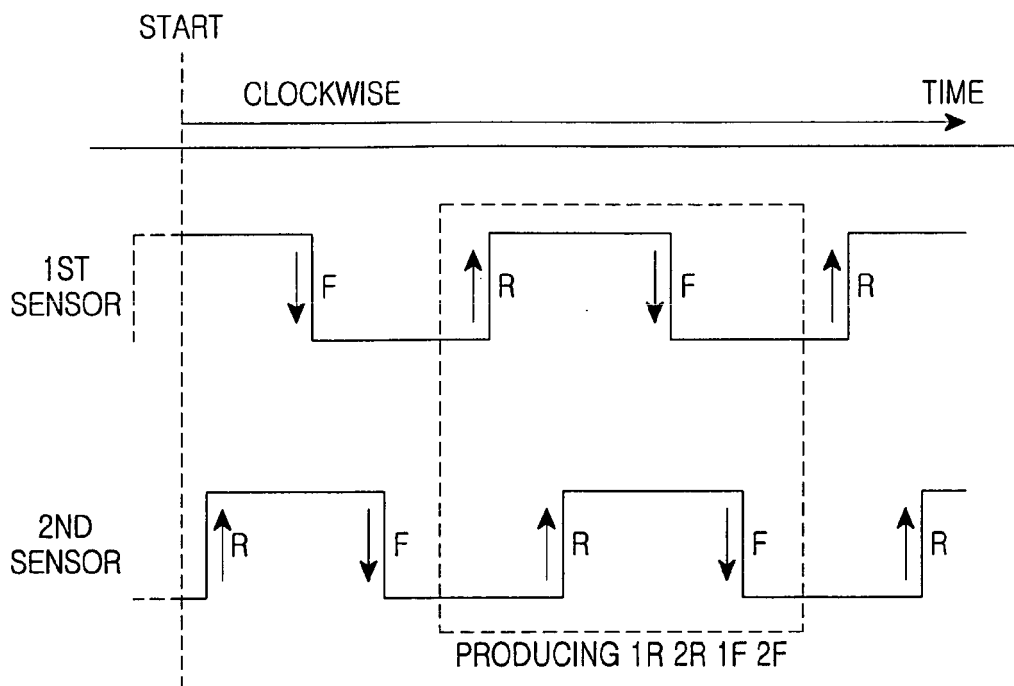 START
CLOCKWISE
TIME
1ST
SENSOR
F
R
F
R
2ND
SENSOR
R
F
R
F
R
PRODUCING 1R 2R 1F 2F